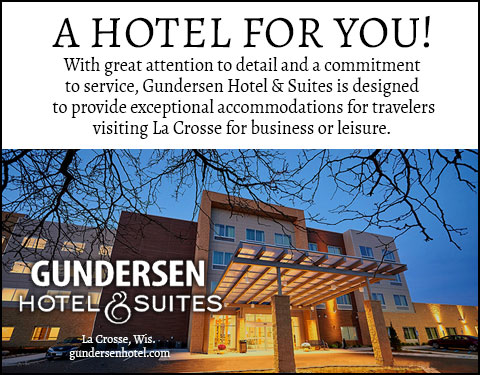 A HOTEL FOR YOU!
With great attention to detail and a commitment
to service, Gundersen Hotel & Suites is designed
to provide exceptional accommodations for travelers
visiting La Crosse for business or leisure.
GUNDERSEN
HOTEL & SUITES
La Crosse, Wis.
gundersenhotel.com